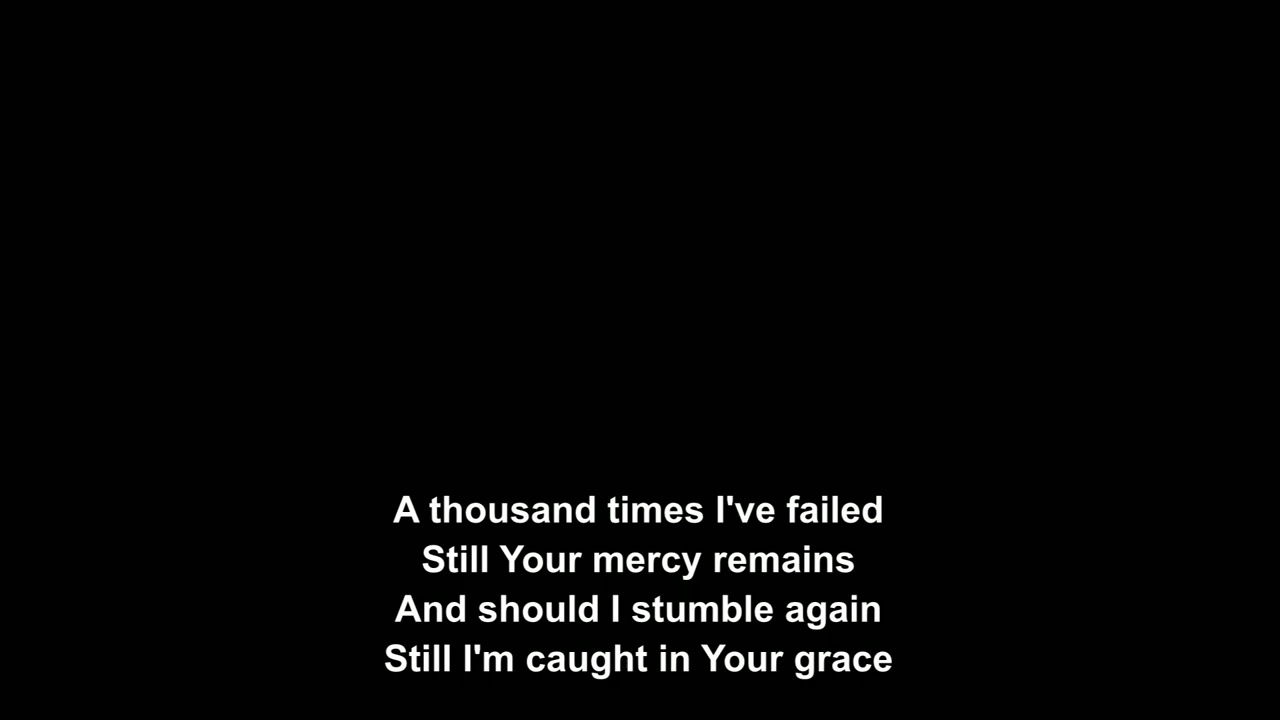 A thousand times I've failed
Still Your mercy remains
And should I stumble again
Still I'm caught in Your grace